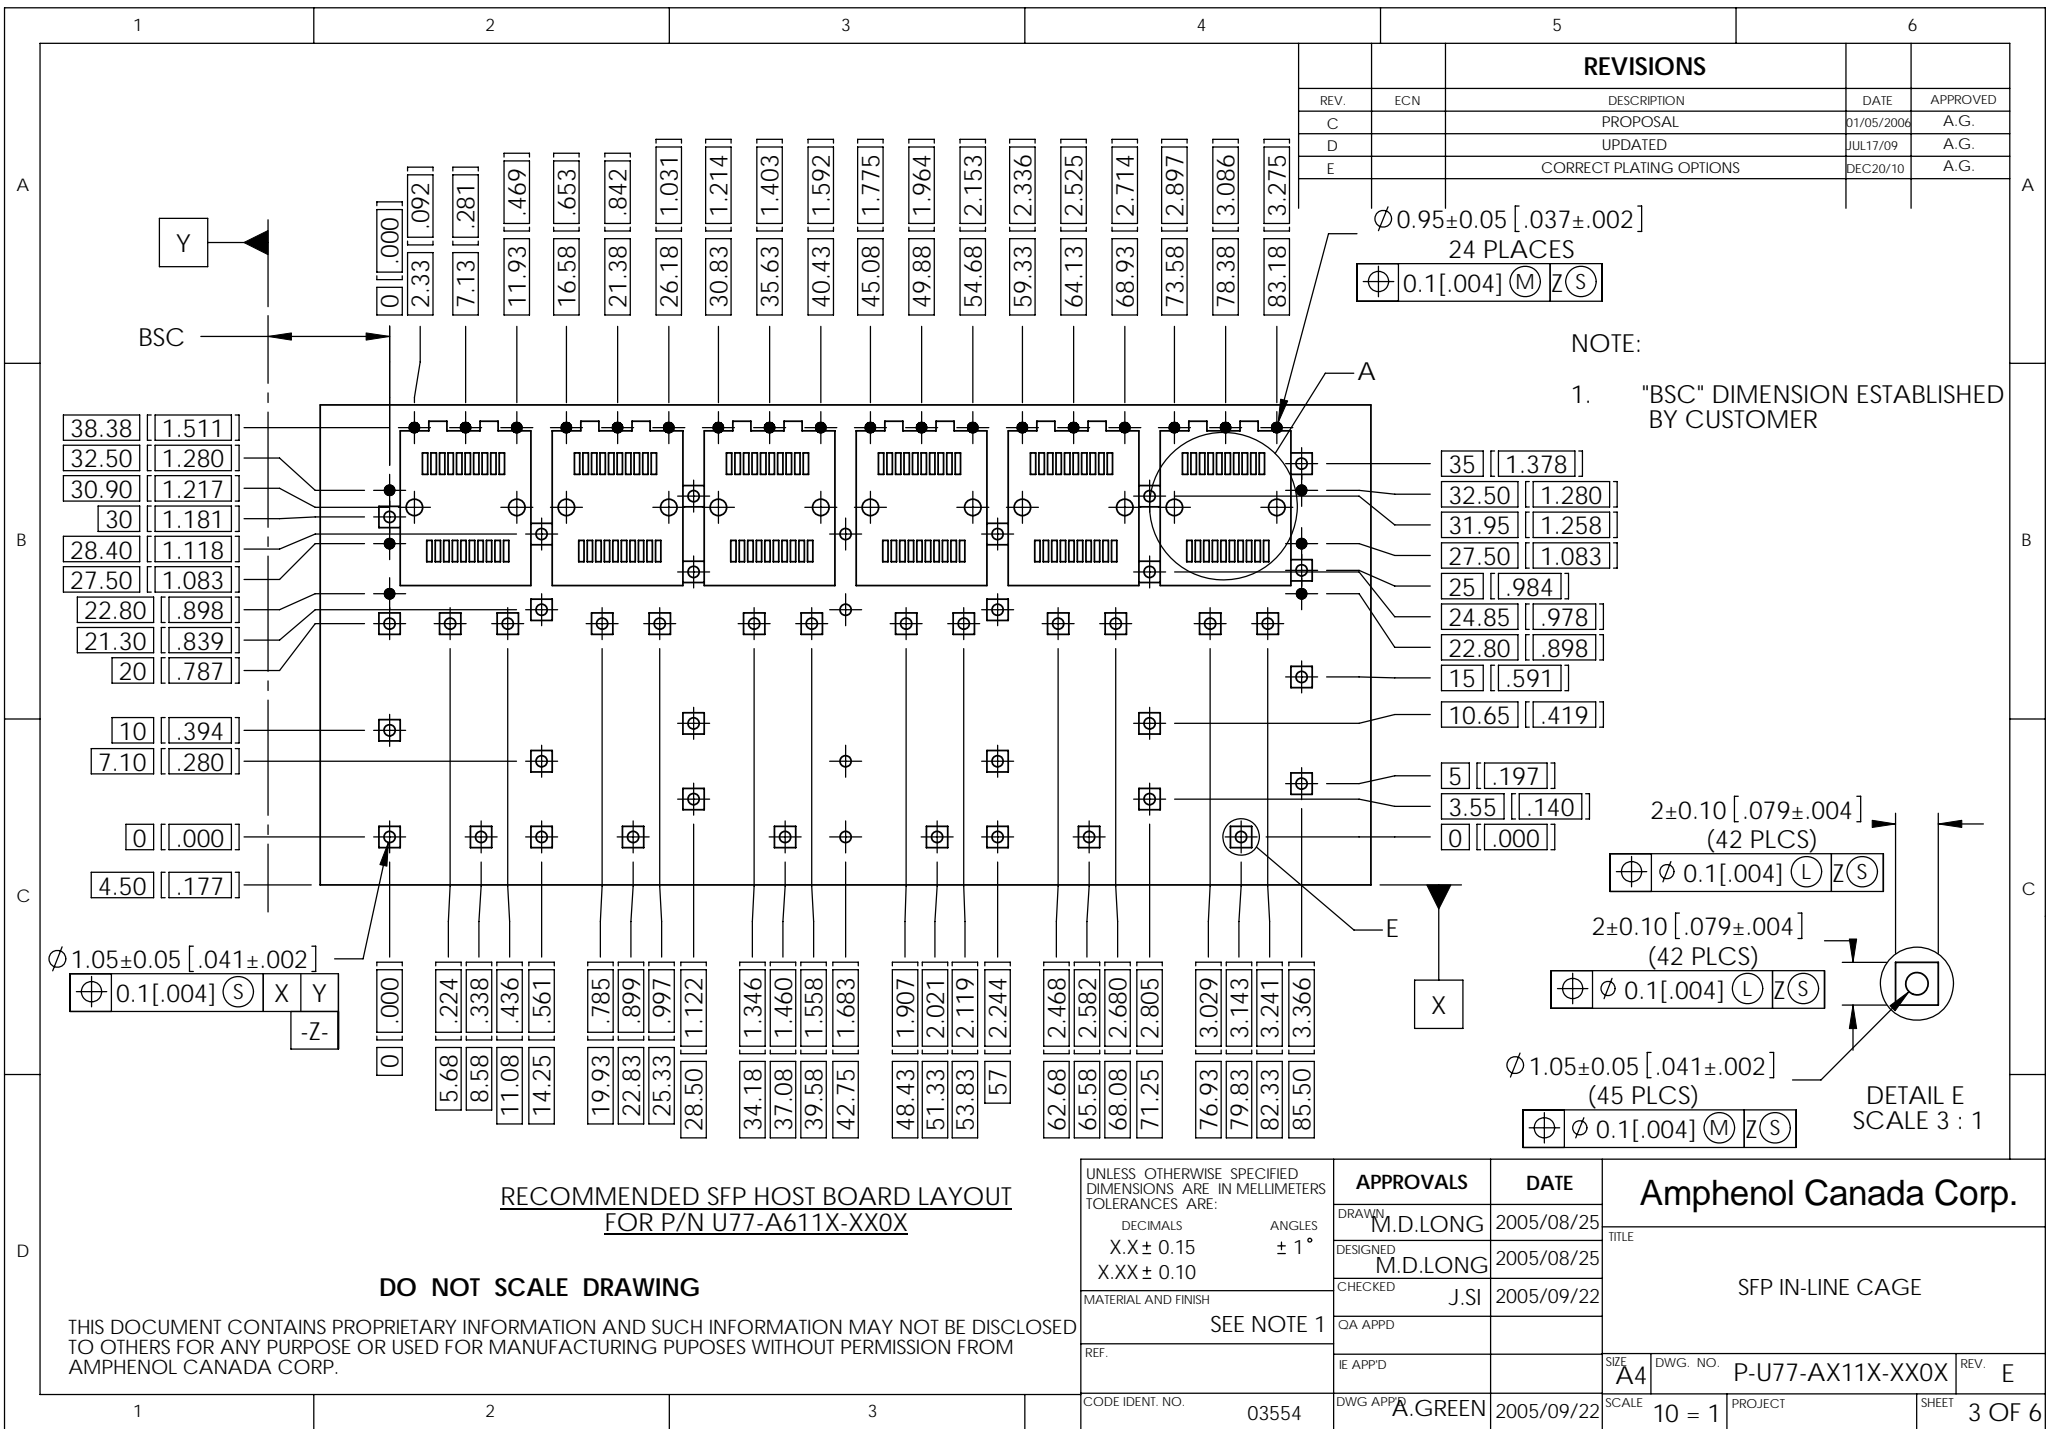 1 2 3 4 5 6
REVISIONS
REV. ECN DESCRIPTION DATE APPROVED
C PROPOSAL 01/05/2006 A.G.
D UPDATED JUL17/09 A.G.
E CORRECT PLATING OPTIONS DEC20/10 A.G.
A A
B B
C C
D
Y
BSC
0 [.000]
2.33 [.092]
7.13 [.281]
11.93 [.469]
16.58 [.653]
21.38 [.842]
26.18 [1.031]
30.83 [1.214]
35.63 [1.403]
40.43 [1.592]
45.08 [1.775]
49.88 [1.964]
54.68 [2.153]
59.33 [2.336]
64.13 [2.525]
68.93 [2.714]
73.58 [2.897]
78.38 [3.086]
83.18 [3.275]
Ø0.95±0.05 [.037±.002]
24 PLACES
⌖ 0.1[.004] Ⓜ Z Ⓢ
A
NOTE:
1. "BSC" DIMENSION ESTABLISHED
BY CUSTOMER
38.38 [1.511]
32.50 [1.280]
30.90 [1.217]
30 [1.181]
28.40 [1.118]
27.50 [1.083]
22.80 [.898]
21.30 [.839]
20 [.787]
10 [.394]
7.10 [.280]
0 [.000]
4.50 [.177]
35 [1.378]
32.50 [1.280]
31.95 [1.258]
27.50 [1.083]
25 [.984]
24.85 [.978]
22.80 [.898]
15 [.591]
10.65 [.419]
5 [.197]
3.55 [.140]
0 [.000]
Ø1.05±0.05 [.041±.002]
⌖ 0.1[.004] Ⓢ X Y
-Z-
0 [.000]
5.68 [.224]
8.58 [.338]
11.08 [.436]
14.25 [.561]
19.93 [.785]
22.83 [.899]
25.33 [.997]
28.50 [1.122]
34.18 [1.346]
37.08 [1.460]
39.58 [1.558]
42.75 [1.683]
48.43 [1.907]
51.33 [2.021]
53.83 [2.119]
57 [2.244]
62.68 [2.468]
65.58 [2.582]
68.08 [2.680]
71.25 [2.805]
76.93 [3.029]
79.83 [3.143]
82.33 [3.241]
85.50 [3.366]
E
X
2±0.10 [.079±.004]
(42 PLCS)
⌖ Ø 0.1[.004] Ⓛ Z Ⓢ
2±0.10 [.079±.004]
(42 PLCS)
⌖ Ø 0.1[.004] Ⓛ Z Ⓢ
Ø1.05±0.05 [.041±.002]
(45 PLCS)
⌖ Ø 0.1[.004] Ⓜ Z Ⓢ
DETAIL E
SCALE 3 : 1
RECOMMENDED SFP HOST BOARD LAYOUT
FOR P/N U77-A611X-XX0X
DO NOT SCALE DRAWING
THIS DOCUMENT CONTAINS PROPRIETARY INFORMATION AND SUCH INFORMATION MAY NOT BE DISCLOSED
TO OTHERS FOR ANY PURPOSE OR USED FOR MANUFACTURING PUPOSES WITHOUT PERMISSION FROM
AMPHENOL CANADA CORP.
UNLESS OTHERWISE SPECIFIED
DIMENSIONS ARE IN MELLIMETERS
TOLERANCES ARE:
DECIMALS ANGLES
X.X ± 0.15 ± 1°
X.XX ± 0.10
MATERIAL AND FINISH
SEE NOTE 1
REF.
CODE IDENT. NO. 03554
APPROVALS DATE
DRAWN M.D.LONG 2005/08/25
DESIGNED M.D.LONG 2005/08/25
CHECKED J.SI 2005/09/22
QA APPD
IE APP'D
DWG APP'D A.GREEN 2005/09/22
Amphenol Canada Corp.
TITLE
SFP IN-LINE CAGE
SIZE A4 DWG. NO. P-U77-AX11X-XX0X REV. E
SCALE 10 = 1 PROJECT SHEET 3 OF 6
1 2 3